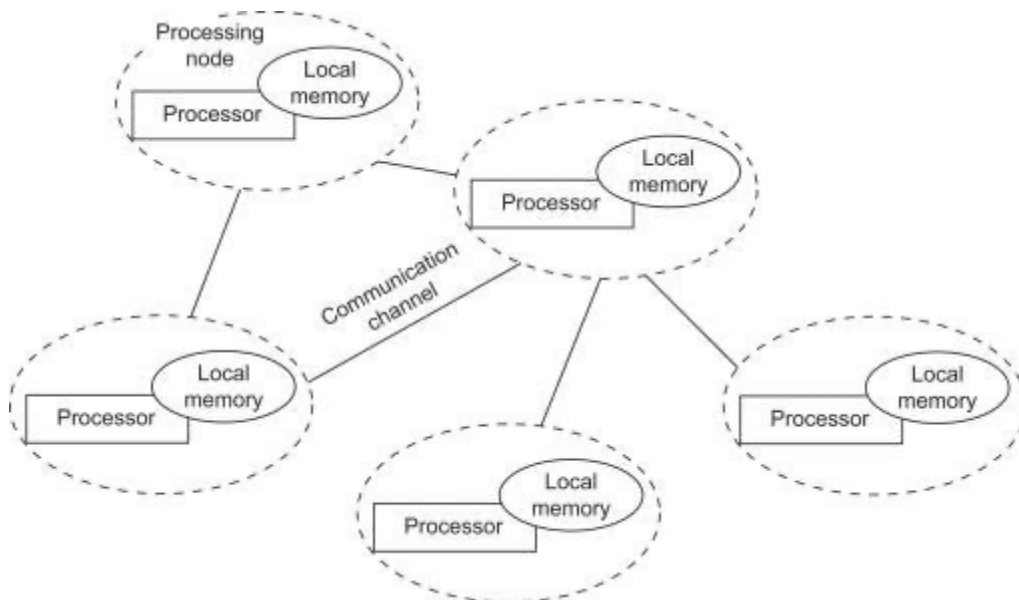 Processing
node
Local
memory
Processor
Local
memory
Processor
Communication
channel
Local
memory
Processor
Local
memory
Processor
Local
memory
Processor